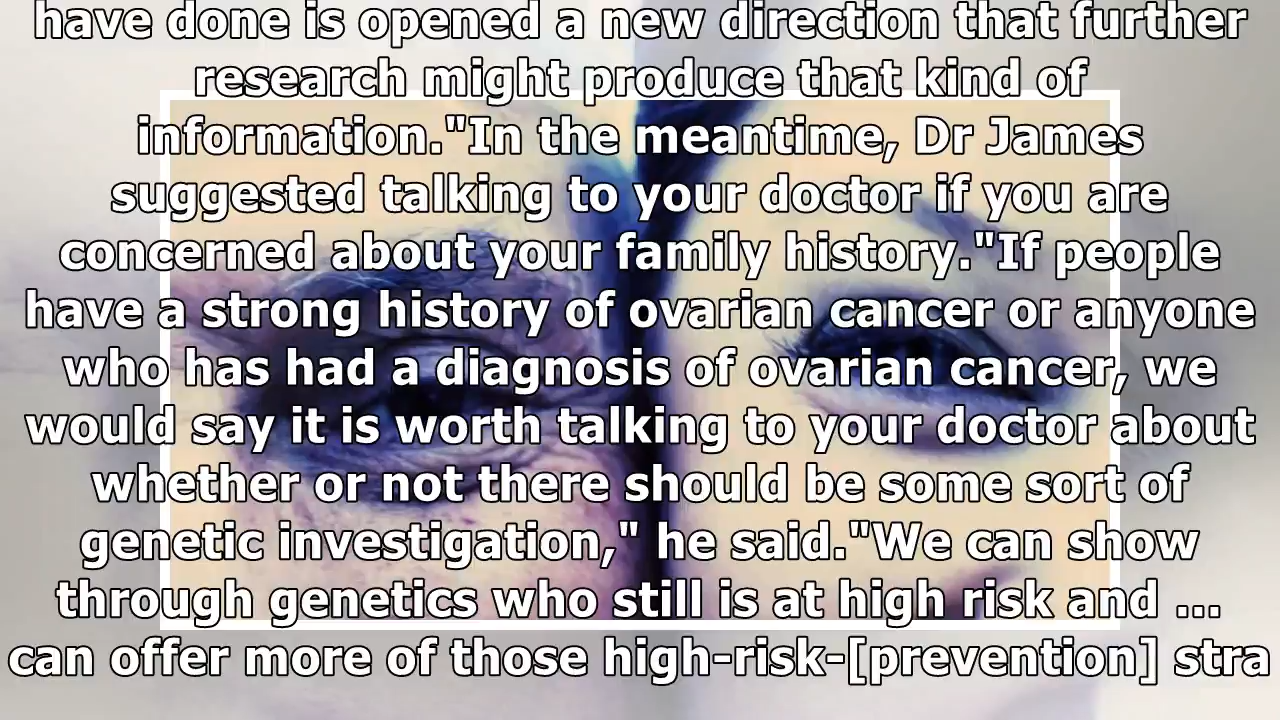 have done is opened a new direction that further
research might produce that kind of
information."In the meantime, Dr James
suggested talking to your doctor if you are
concerned about your family history."If people
have a strong history of ovarian cancer or anyone
who has had a diagnosis of ovarian cancer, we
would say it is worth talking to your doctor about
whether or not there should be some sort of
genetic investigation," he said."We can show
through genetics who still is at high risk and ...
can offer more of those high-risk-[prevention] stra